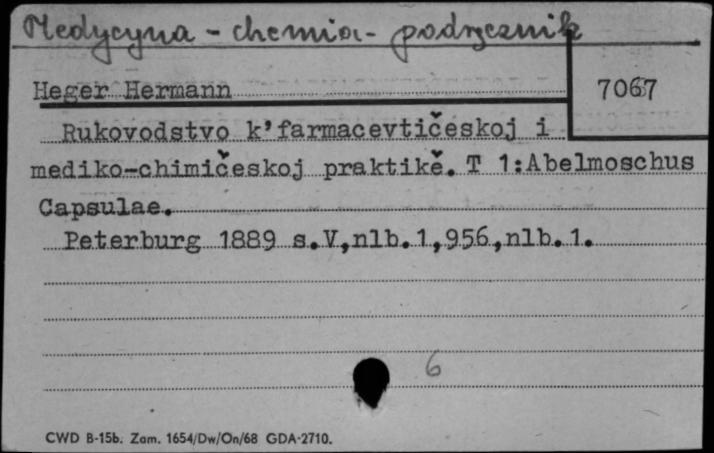 Medycyna - chemia - podręcznik
Heger Hermann
7067
Rukovodstvo k'farmacevtičeskoj i
mediko-chimičeskoj praktikě. T 1:Abelmoschus
Capsulae.
Peterburg 1889 s.V,nlb.1,956,nlb.1.
6
CWD B-15b. Zam. 1654/Dw/On/68 GDA-2710.